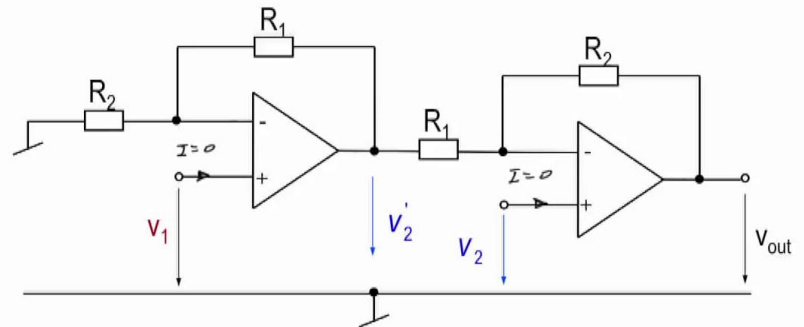 R₁
R₂
R₂
R₁
-
I=0
+
-
I=0
+
V₁
V₂'
V₂
Vout